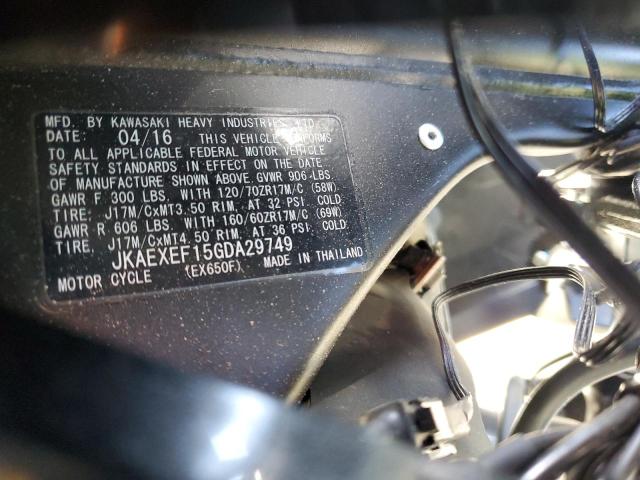 MFD. BY KAWASAKI HEAVY INDUSTRIES, LTD.
DATE: 04/16 THIS VEHICLE CONFORMS
TO ALL APPLICABLE FEDERAL MOTOR VEHICLE
SAFETY STANDARDS IN EFFECT ON THE DATE
OF MANUFACTURE SHOWN ABOVE. GVWR 906 LBS.
GAWR F. 300 LBS. WITH 120/70ZR17M/C (58W)
TIRE. J17M/CxMT3.50 RIM. AT 32 PSI. COLD
GAWR R. 606 LBS. WITH 160/60ZR17M/C (69W)
TIRE. J17M/CxMT4.50 RIM. AT 36 PSI. COLD
JKAEXEF15GDA29749
MOTOR CYCLE (EX650F) MADE IN THAILAND